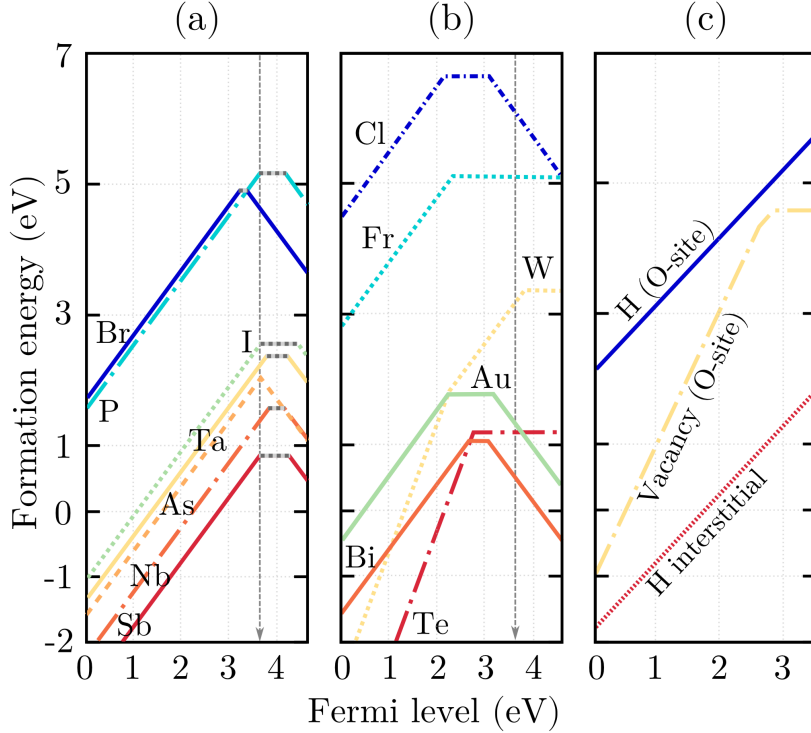 (a)
(b)
(c)
Formation energy (eV)
7
5
3
1
0
-1
-2
Br
P
I
Ta
As
Nb
Sb
0 1 2 3 4
Cl
Fr
W
Au
Bi
Te
0 1 2 3 4
H (O-site)
Vacancy (O-site)
H interstitial
0 1 2 3
Fermi level (eV)